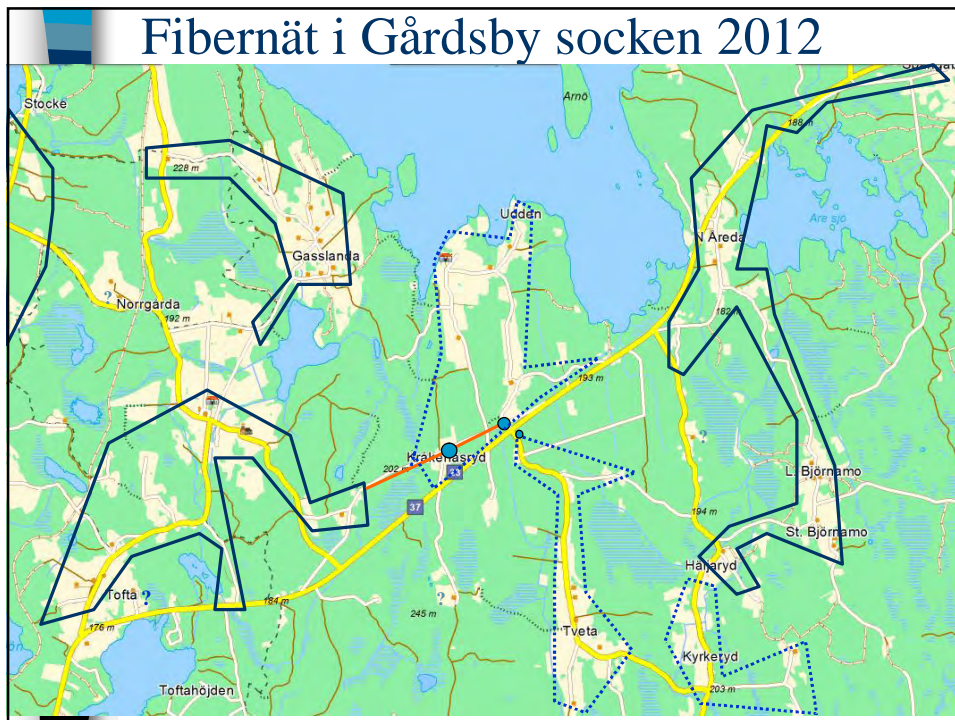 Fibernät i Gårdsby socken 2012
Stocke
Arnö
188 m
228 m
Udden
Åre sjö
N Åreda
Gasslanda
?
Norrgårda
192 m
182
193 m
?
Kråkenäsryd
202 m
33
L. Björnamo
37
194 m
St. Björnamo
Häljaryd
Tofta ?
?
184 m
245 m
176 m
Tveta
Kyrkeryd
Toftahöjden
203 m